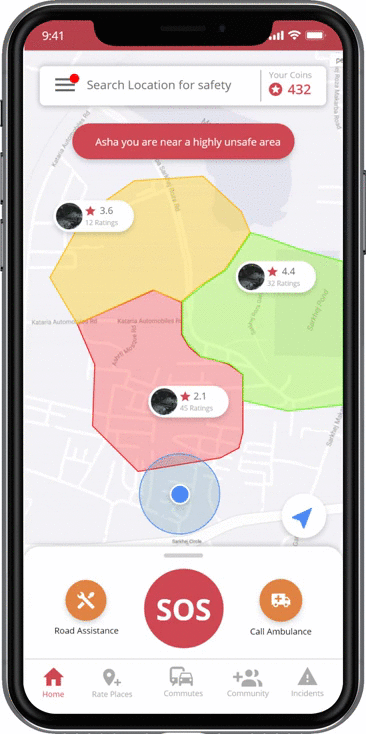 9:41
Search Location for safety
Your Coins
432
Asha you are near a highly unsafe area
3.6
12 Ratings
4.4
32 Ratings
Kataria Automobiles Rd
Kataria Automobiles Rd
2.1
45 Ratings
Sarkhej Circle
SOS
Road Assistance
Call Ambulance
Home
Rate Places
Commutes
Community
Incidents